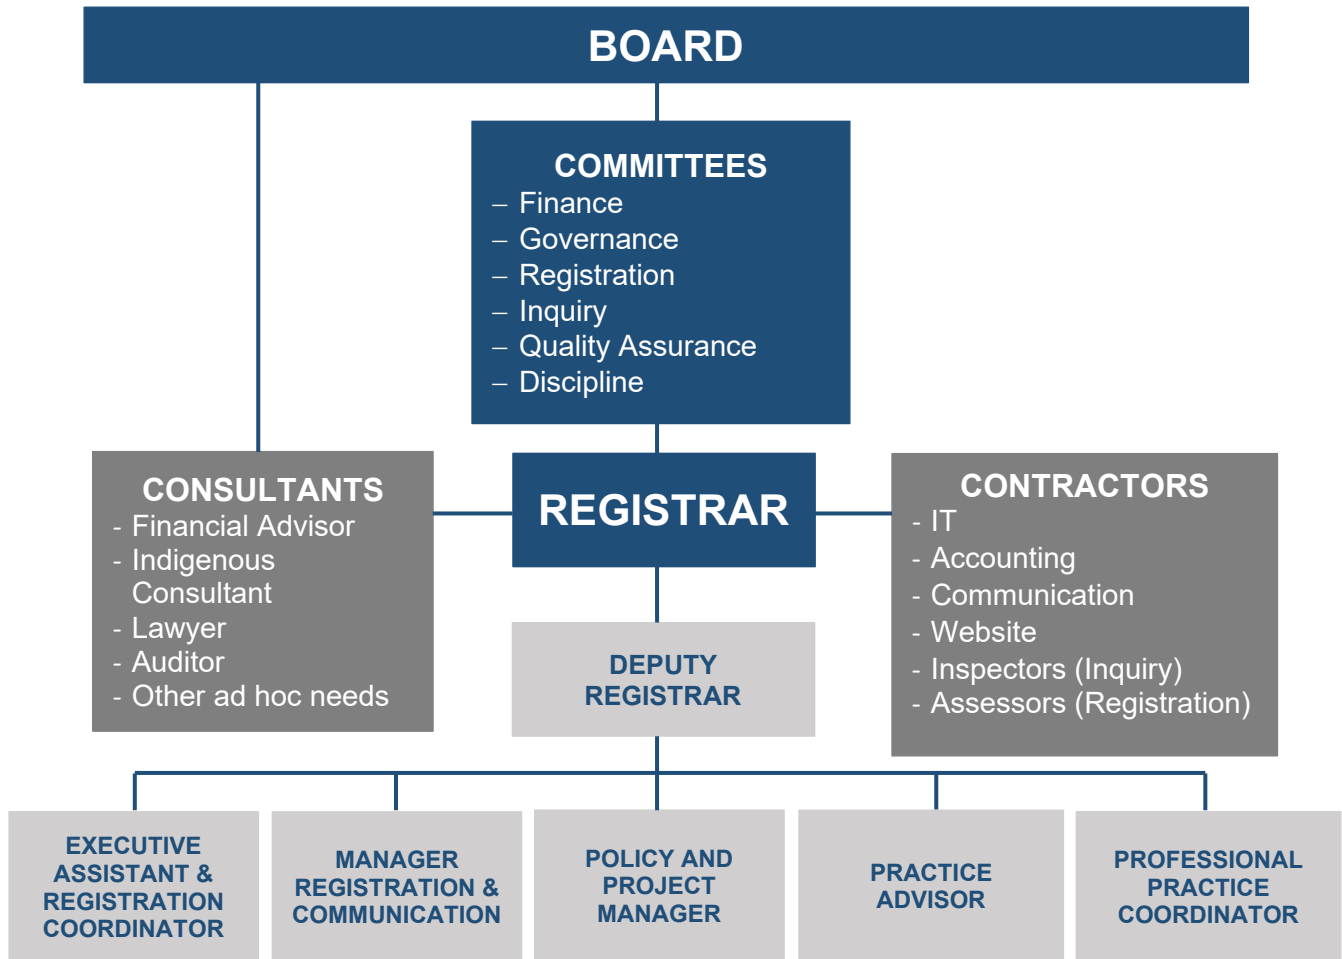 BOARD
COMMITTEES
– Finance
– Governance
– Registration
– Inquiry
– Quality Assurance
– Discipline
CONSULTANTS
- Financial Advisor
- Indigenous
Consultant
- Lawyer
- Auditor
- Other ad hoc needs
REGISTRAR
CONTRACTORS
- IT
- Accounting
- Communication
- Website
- Inspectors (Inquiry)
- Assessors (Registration)
DEPUTY
REGISTRAR
EXECUTIVE
ASSISTANT &
REGISTRATION
COORDINATOR
MANAGER
REGISTRATION &
COMMUNICATION
POLICY AND
PROJECT
MANAGER
PRACTICE
ADVISOR
PROFESSIONAL
PRACTICE
COORDINATOR